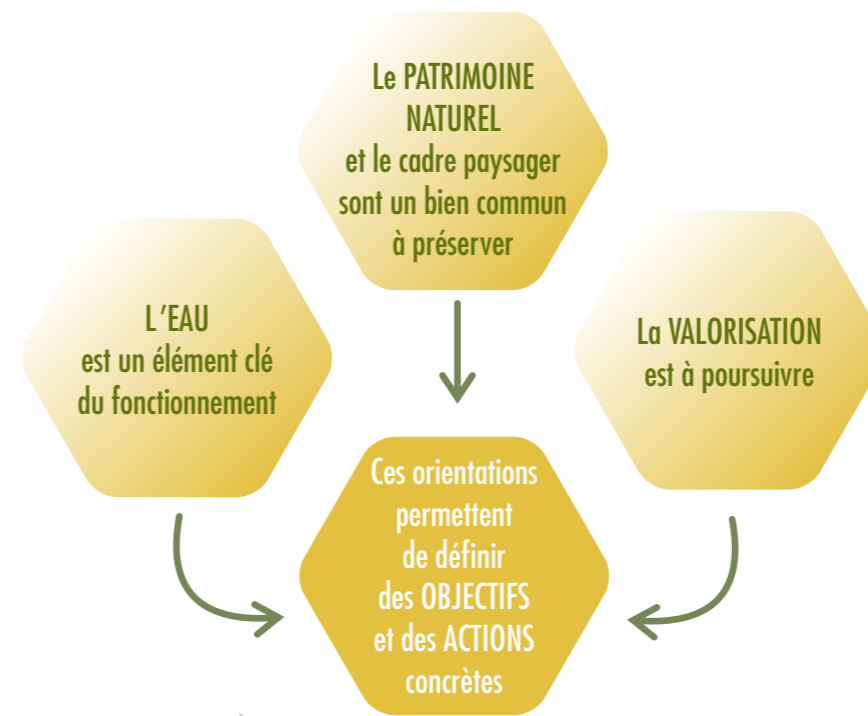 Le PATRIMOINE
NATUREL
et le cadre paysager
sont un bien commun
à préserver
L'EAU
est un élément clé
du fonctionnement
La VALORISATION
est à poursuivre
Ces orientations
permettent
de définir
des OBJECTIFS
et des ACTIONS
concrètes